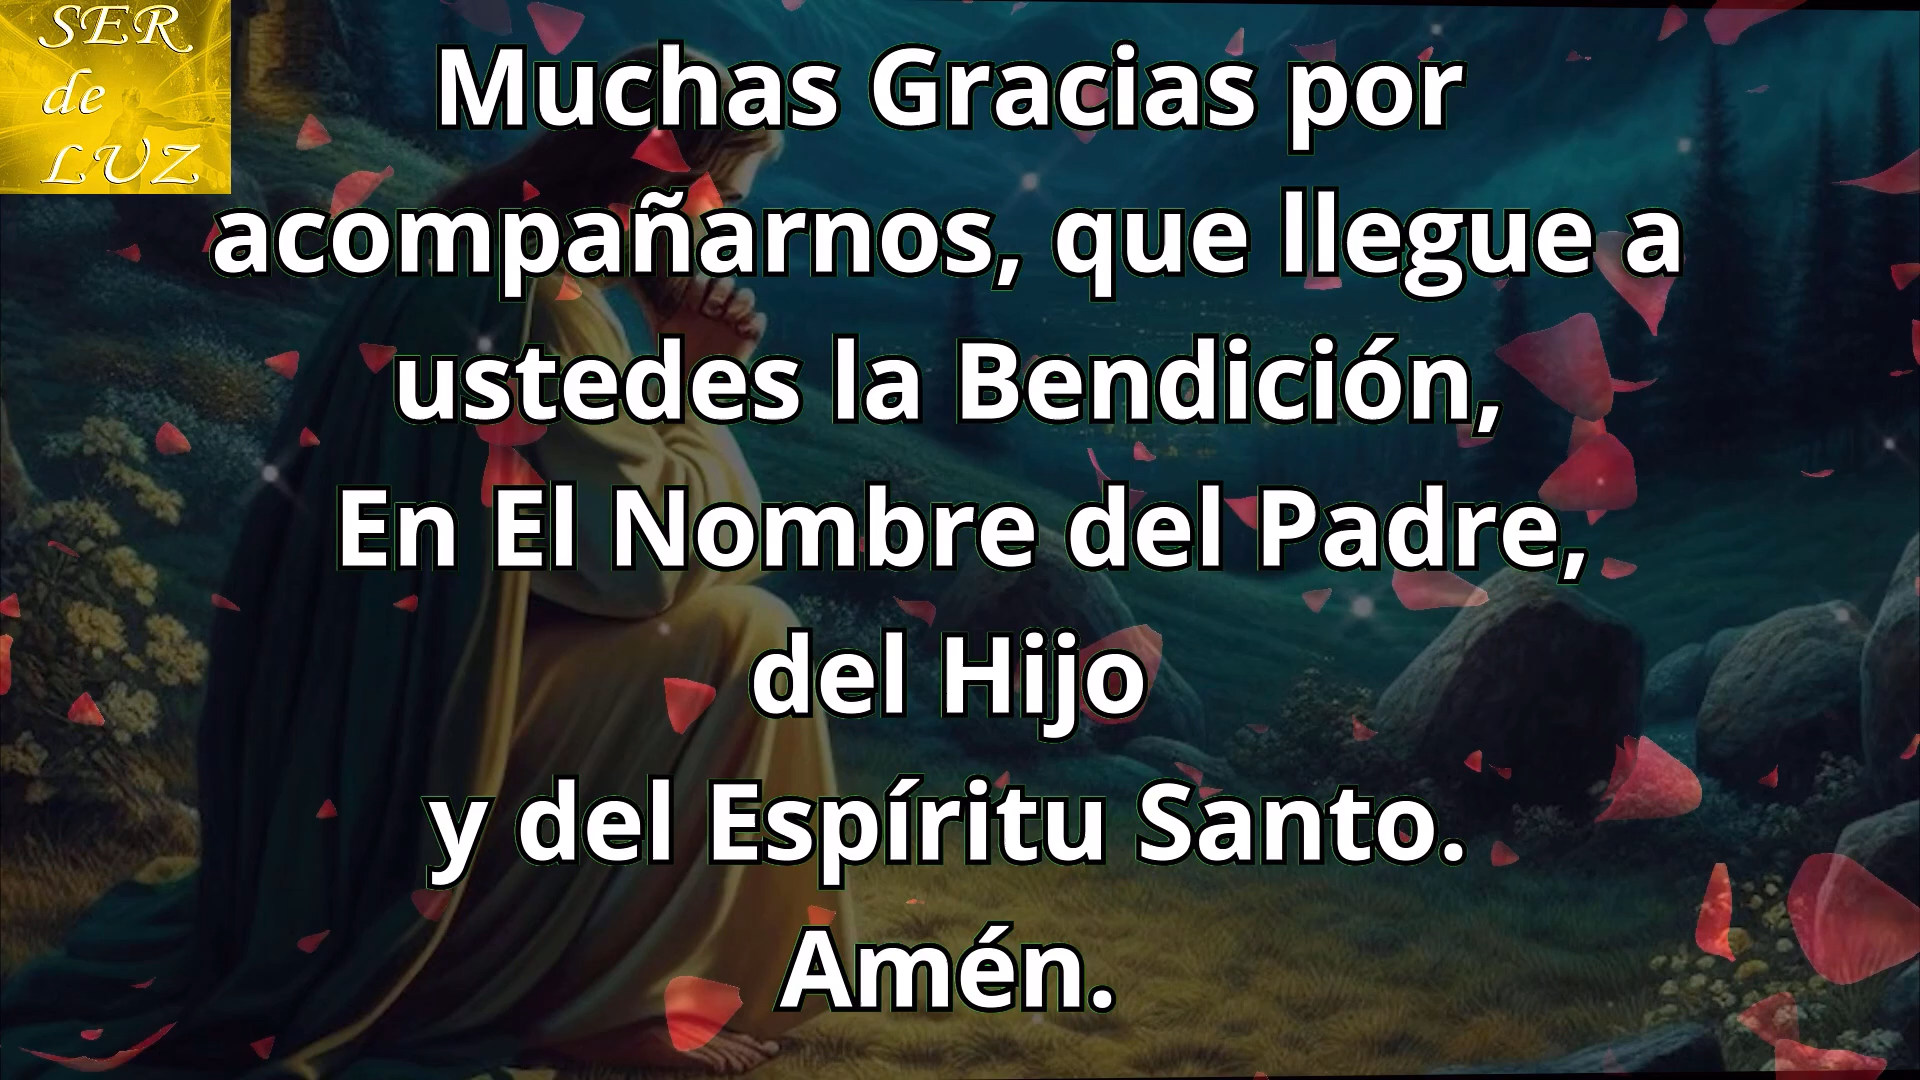 SER
de
LUZ
Muchas Gracias por
acompañarnos, que llegue a
ustedes la Bendición,
En El Nombre del Padre,
del Hijo
y del Espíritu Santo.
Amén.